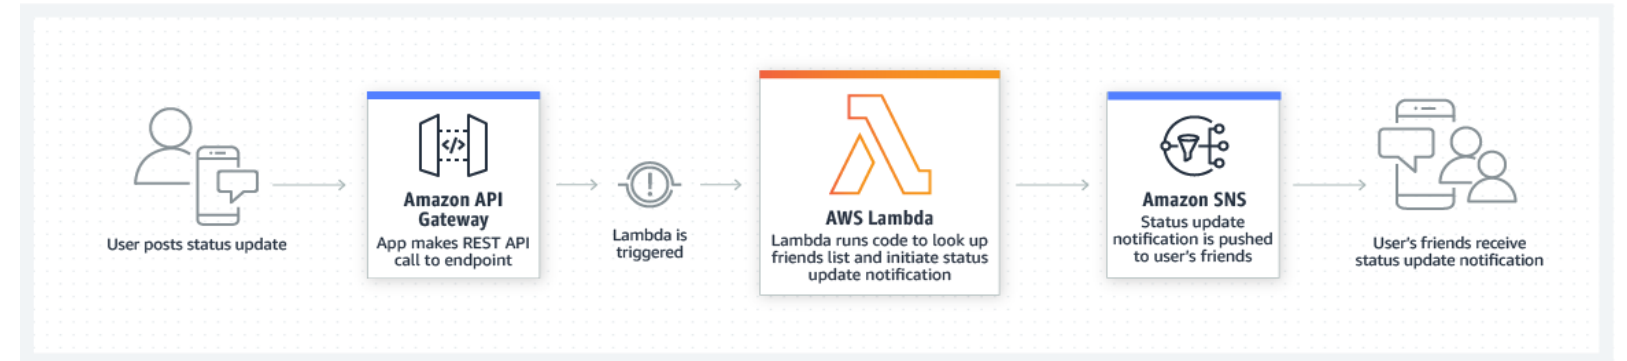 User posts status update
</>
Amazon API
Gateway
App makes REST API
call to endpoint
Lambda is
triggered
AWS Lambda
Lambda runs code to look up
friends list and initiate status
update notification
Amazon SNS
Status update
notification is pushed
to user's friends
User's friends receive
status update notification